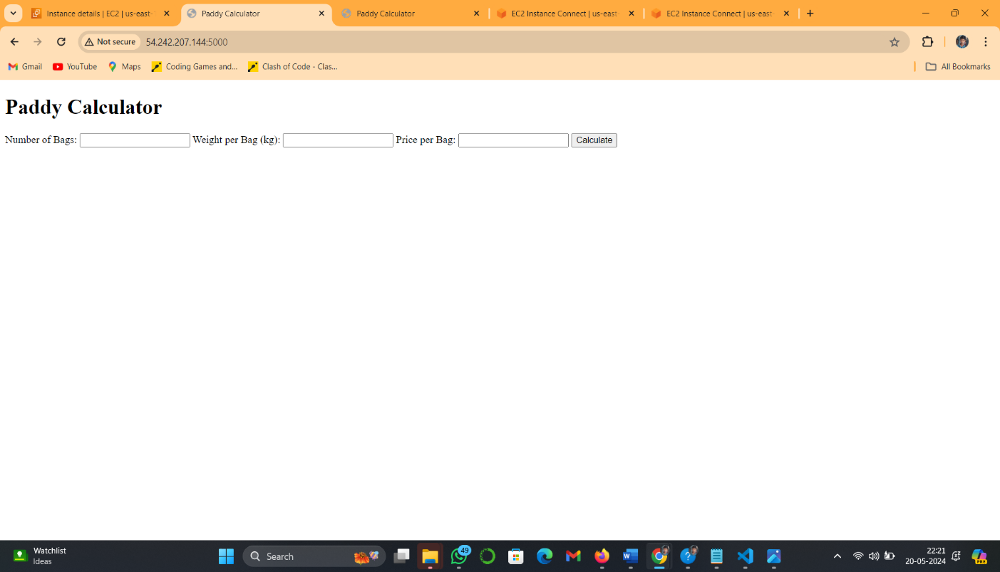 Instance details | EC2 | us-east-
Paddy Calculator
Paddy Calculator
EC2 Instance Connect | us-east-
EC2 Instance Connect | us-east-
Not secure
54.242.207.144:5000
Gmail
YouTube
Maps
Coding Games and...
Clash of Code - Clas...
All Bookmarks
Paddy Calculator
Number of Bags: Weight per Bag (kg): Price per Bag: Calculate
Watchlist
Ideas
Search
49
22:21
20-05-2024
PRE